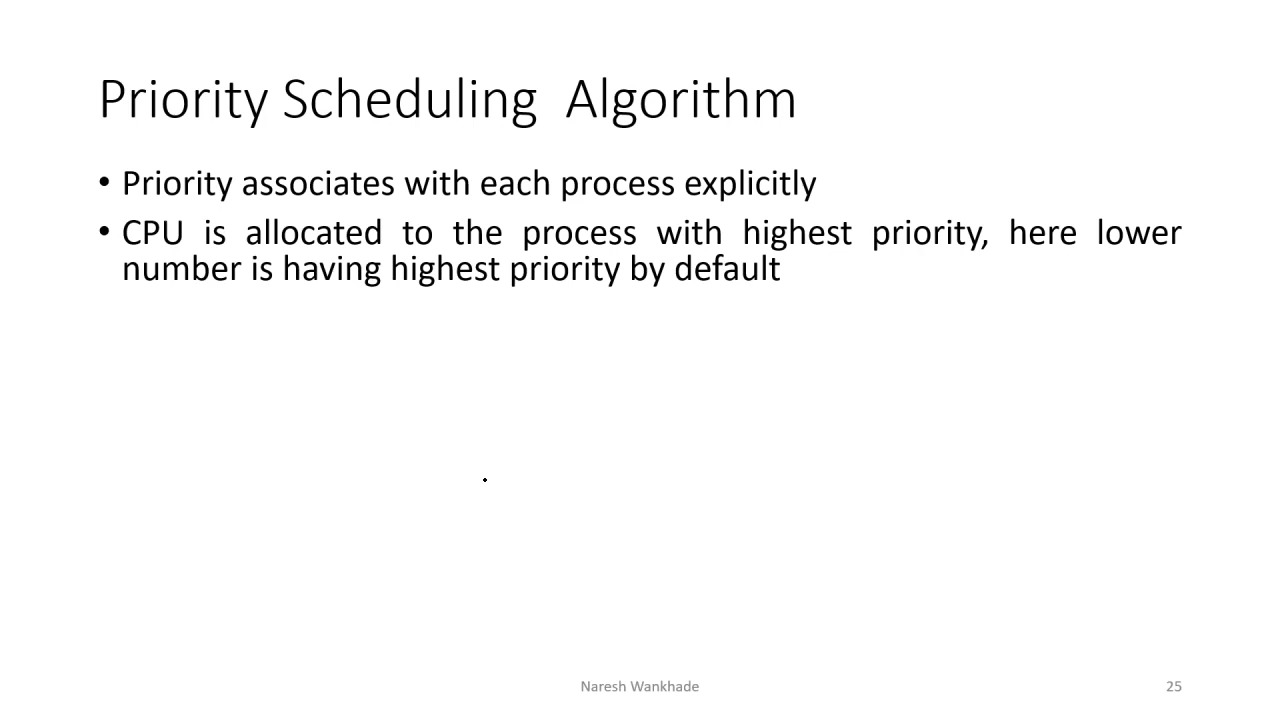 Priority Scheduling  Algorithm
• Priority associates with each process explicitly
• CPU is allocated to the process with highest priority, here lower
number is having highest priority by default
Naresh Wankhade
25